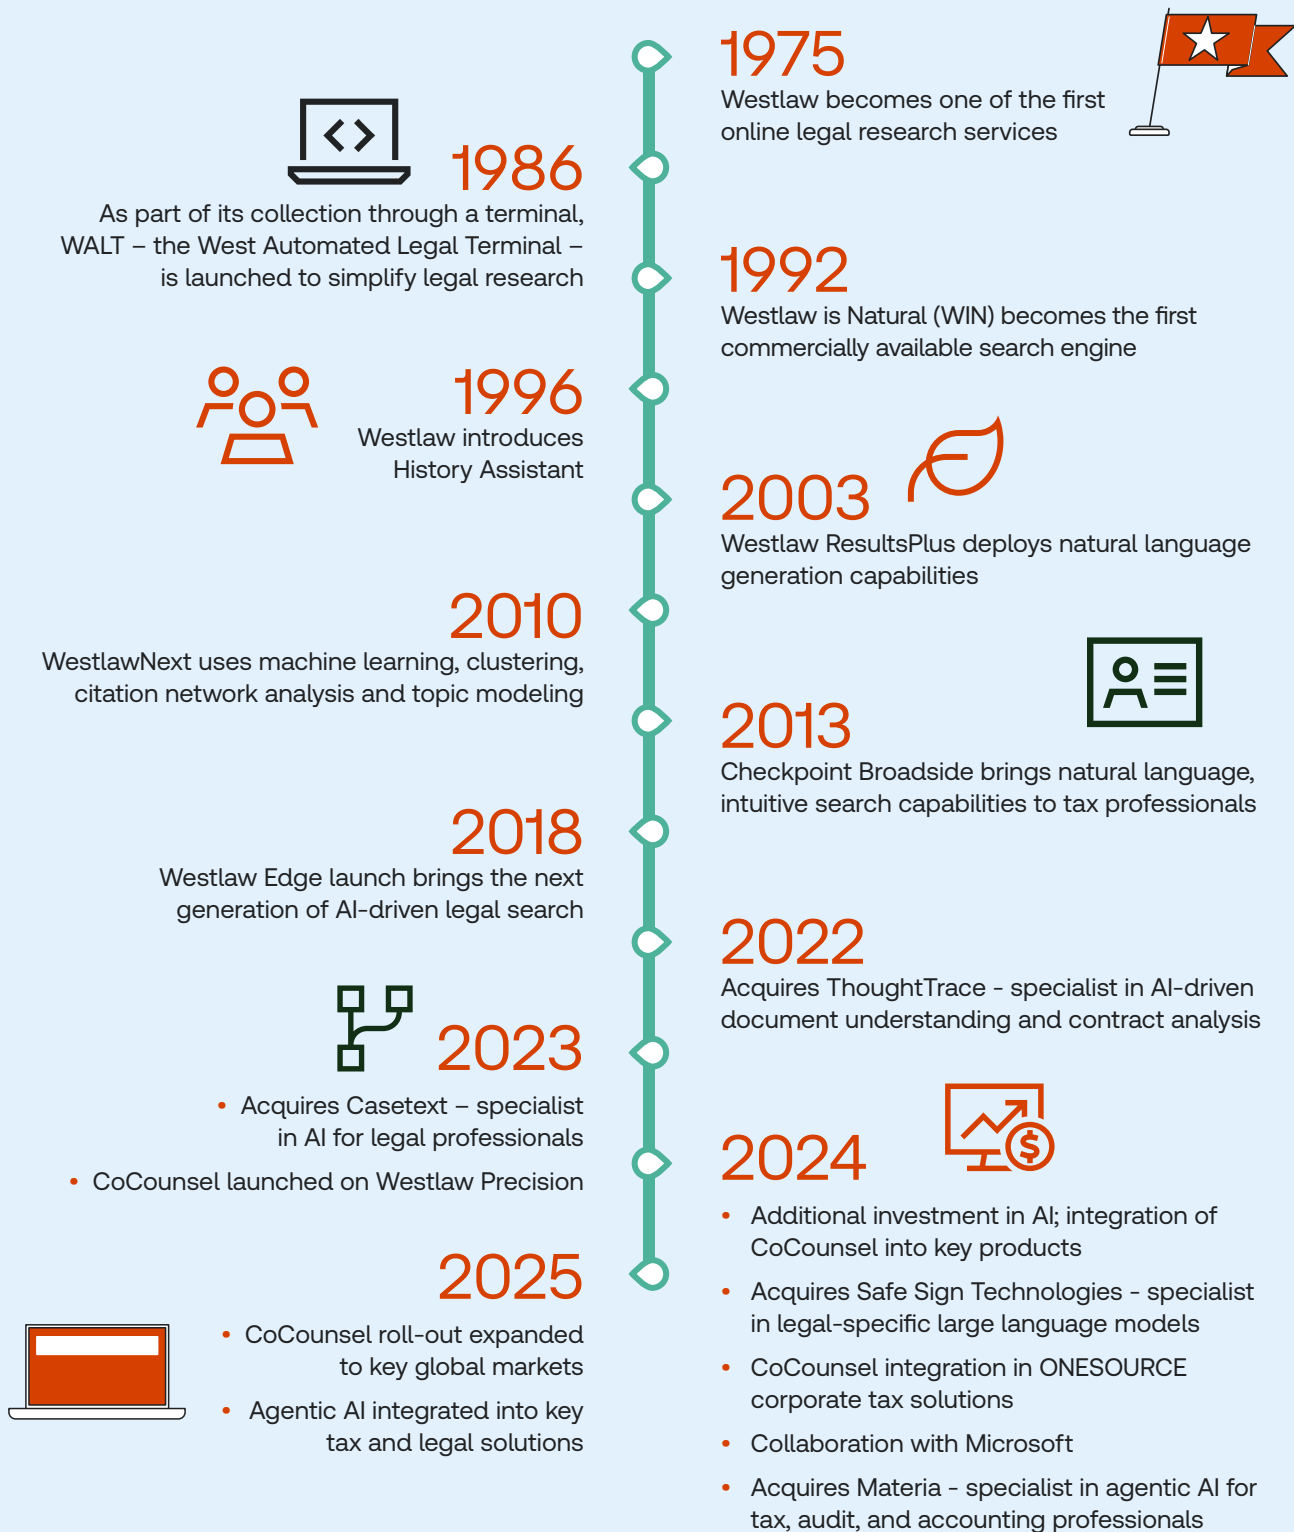 1975
Westlaw becomes one of the first
online legal research services
1986
As part of its collection through a terminal,
WALT – the West Automated Legal Terminal –
is launched to simplify legal research
1992
Westlaw is Natural (WIN) becomes the first
commercially available search engine
1996
Westlaw introduces
History Assistant
2003
Westlaw ResultsPlus deploys natural language
generation capabilities
2010
WestlawNext uses machine learning, clustering,
citation network analysis and topic modeling
2013
Checkpoint Broadside brings natural language,
intuitive search capabilities to tax professionals
2018
Westlaw Edge launch brings the next
generation of AI-driven legal search
2022
Acquires ThoughtTrace - specialist in AI-driven
document understanding and contract analysis
2023
• Acquires Casetext – specialist
in AI for legal professionals
• CoCounsel launched on Westlaw Precision
2024
$
• Additional investment in AI; integration of
CoCounsel into key products
• Acquires Safe Sign Technologies - specialist
in legal-specific large language models
• CoCounsel integration in ONESOURCE
corporate tax solutions
• Collaboration with Microsoft
• Acquires Materia - specialist in agentic AI for
tax, audit, and accounting professionals
2025
• CoCounsel roll-out expanded
to key global markets
• Agentic AI integrated into key
tax and legal solutions